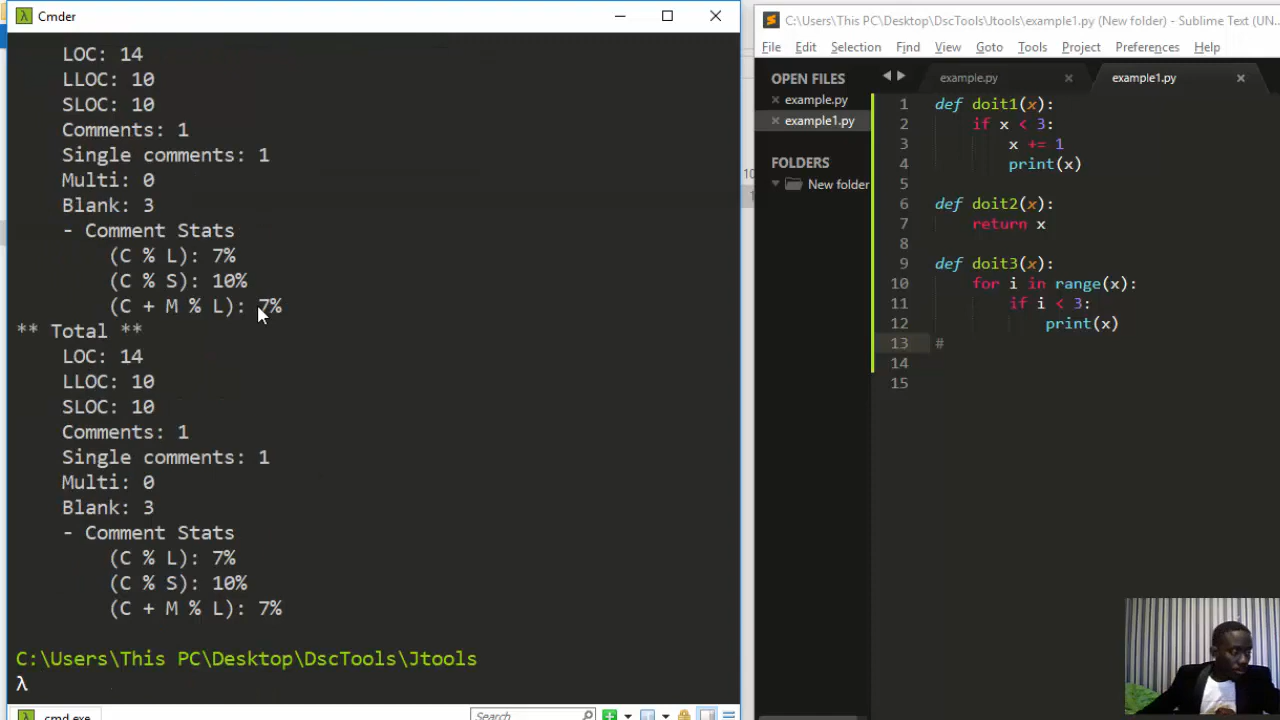 Cmder
LOC: 14
LLOC: 10
SLOC: 10
Comments: 1
Single comments: 1
Multi: 0
Blank: 3
- Comment Stats
(C % L): 7%
(C % S): 10%
(C + M % L): 7%
** Total **
LOC: 14
LLOC: 10
SLOC: 10
Comments: 1
Single comments: 1
Multi: 0
Blank: 3
- Comment Stats
(C % L): 7%
(C % S): 10%
(C + M % L): 7%
C:\Users\This PC\Desktop\DscTools\Jtools
λ
cmd.exe
Search
C:\Users\This PC\Desktop\DscTools\Jtools\example1.py (New folder) - Sublime Text (UN...
File Edit Selection Find View Goto Tools Project Preferences Help
OPEN FILES
example.py
example1.py
FOLDERS
New folder
example.py example1.py
1 def doit1(x):
2 if x < 3:
3 x += 1
4 print(x)
5
6 def doit2(x):
7 return x
8
9 def doit3(x):
10 for i in range(x):
11 if i < 3:
12 print(x)
13 #
14
15